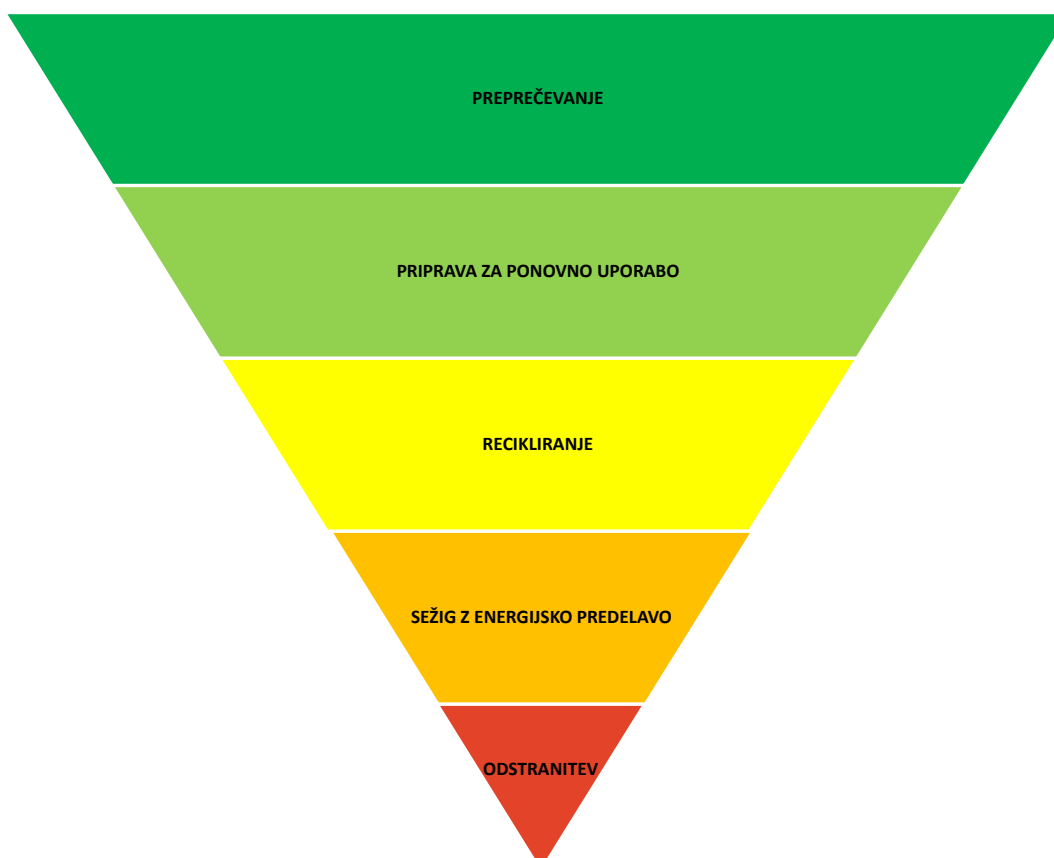 PREPREČEVANJE
PRIPRAVA ZA PONOVNO UPORABO
RECIKLIRANJE
SEŽIG Z ENERGIJSKO PREDELAVO
ODSTRANITEV